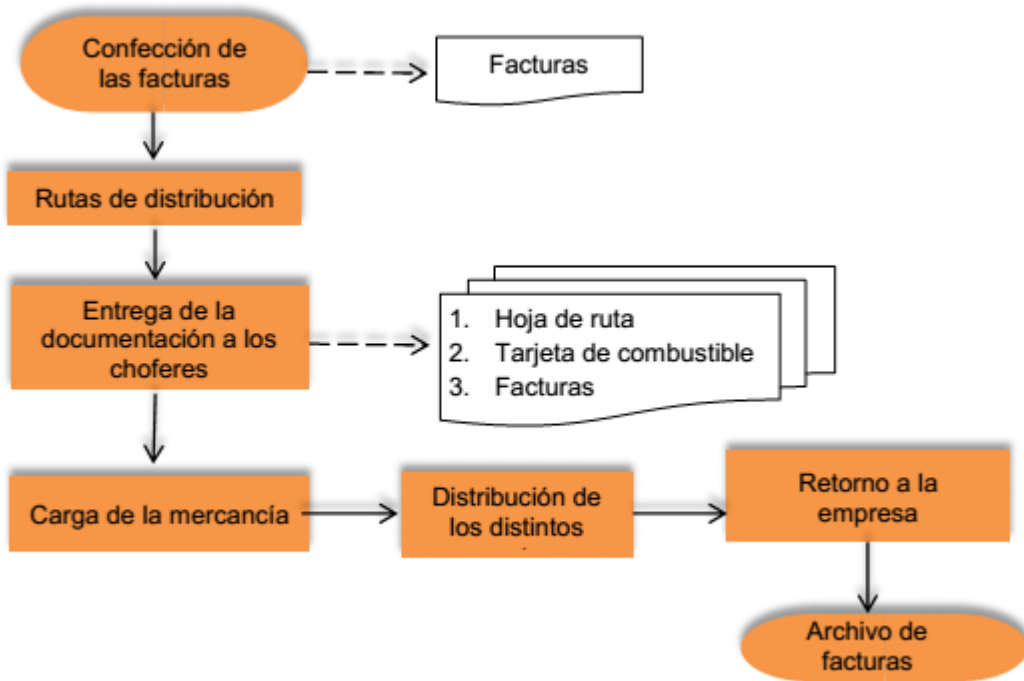 Confección de
las facturas
Facturas
Rutas de distribución
Entrega de la
documentación a los
choferes
1. Hoja de ruta
2. Tarjeta de combustible
3. Facturas
Carga de la mercancía
Distribución de
los distintos
Retorno a la
empresa
Archivo de
facturas